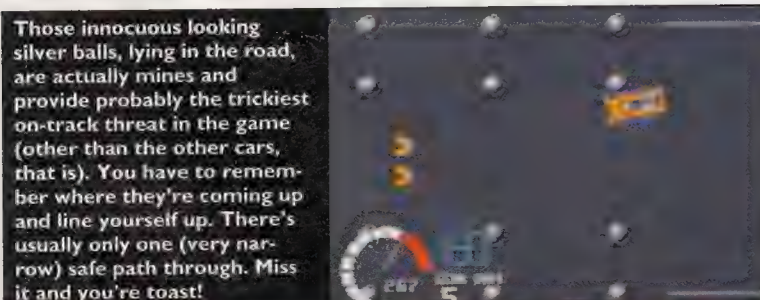 Those innocuous looking
silver balls, lying in the road,
are actually mines and
provide probably the trickiest
on-track threat in the game
(other than the other cars,
that is). You have to remem-
ber where they're coming up
and line yourself up. There's
usually only one (very nar-
row) safe path through. Miss
it and you're toast!
5